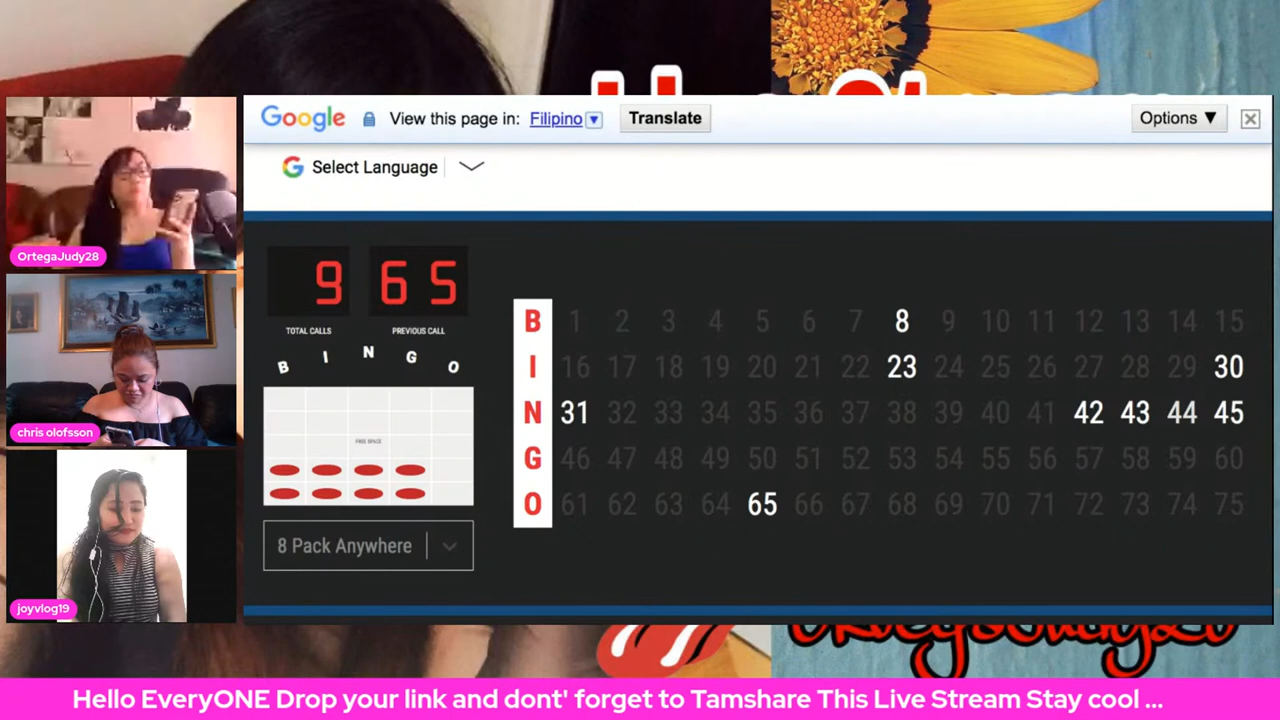 Google View this page in: Filipino Translate Options ▼
G Select Language
9 65
TOTAL CALLS PREVIOUS CALL
B I N G O
FREE SPACE
8 Pack Anywhere
B 1 2 3 4 5 6 7 8 9 10 11 12 13 14 15
I 16 17 18 19 20 21 22 23 24 25 26 27 28 29 30
N 31 32 33 34 35 36 37 38 39 40 41 42 43 44 45
G 46 47 48 49 50 51 52 53 54 55 56 57 58 59 60
O 61 62 63 64 65 66 67 68 69 70 71 72 73 74 75
OrtegaJudy28
chris olofsson
joyvlog19
Hello EveryONE Drop your link and dont' forget to Tamshare This Live Stream Stay cool ...